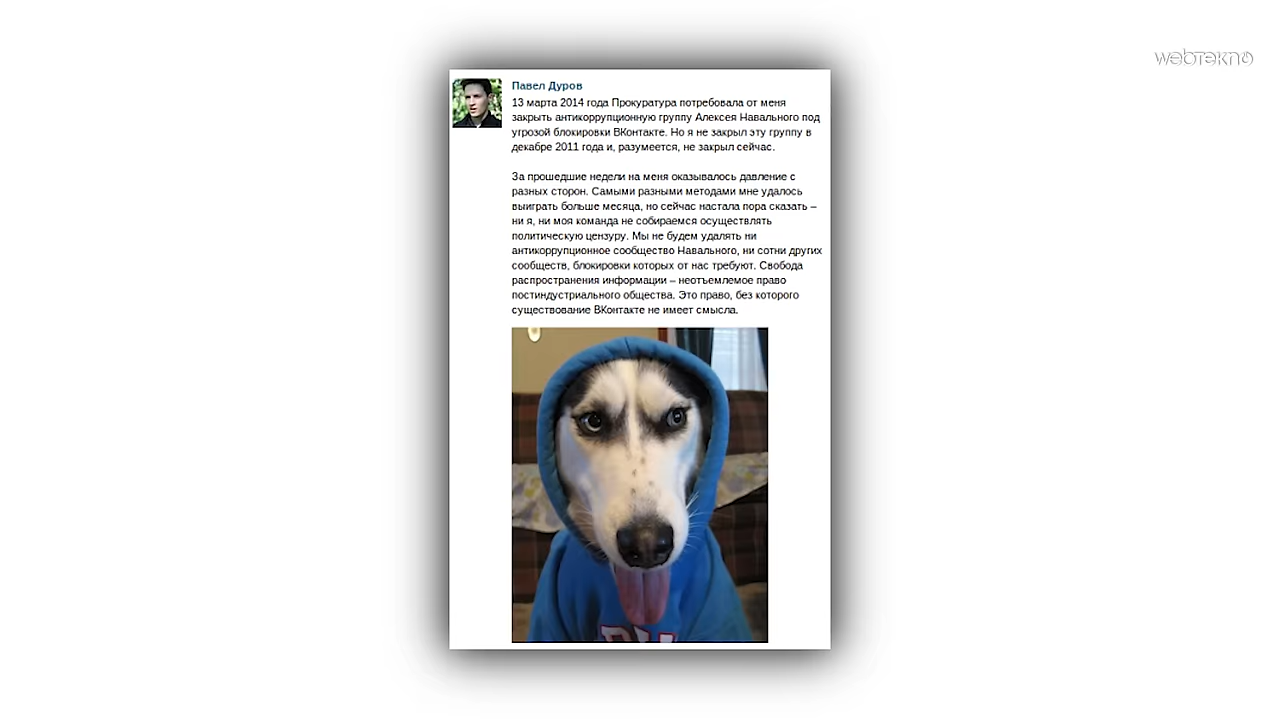 webtekno
Павел Дуров
13 марта 2014 года Прокуратура потребовала от меня
закрыть антикоррупционную группу Алексея Навального под
угрозой блокировки ВКонтакте. Но я не закрыл эту группу в
декабре 2011 года и, разумеется, не закрыл сейчас.
За прошедшие недели на меня оказывалось давление с
разных сторон. Самыми разными методами мне удалось
выиграть больше месяца, но сейчас настала пора сказать –
ни я, ни моя команда не собираемся осуществлять
политическую цензуру. Мы не будем удалять ни
антикоррупционное сообщество Навального, ни сотни других
сообществ, блокировки которых от нас требуют. Свобода
распространения информации – неотъемлемое право
постиндустриального общества. Это право, без которого
существование ВКонтакте не имеет смысла.